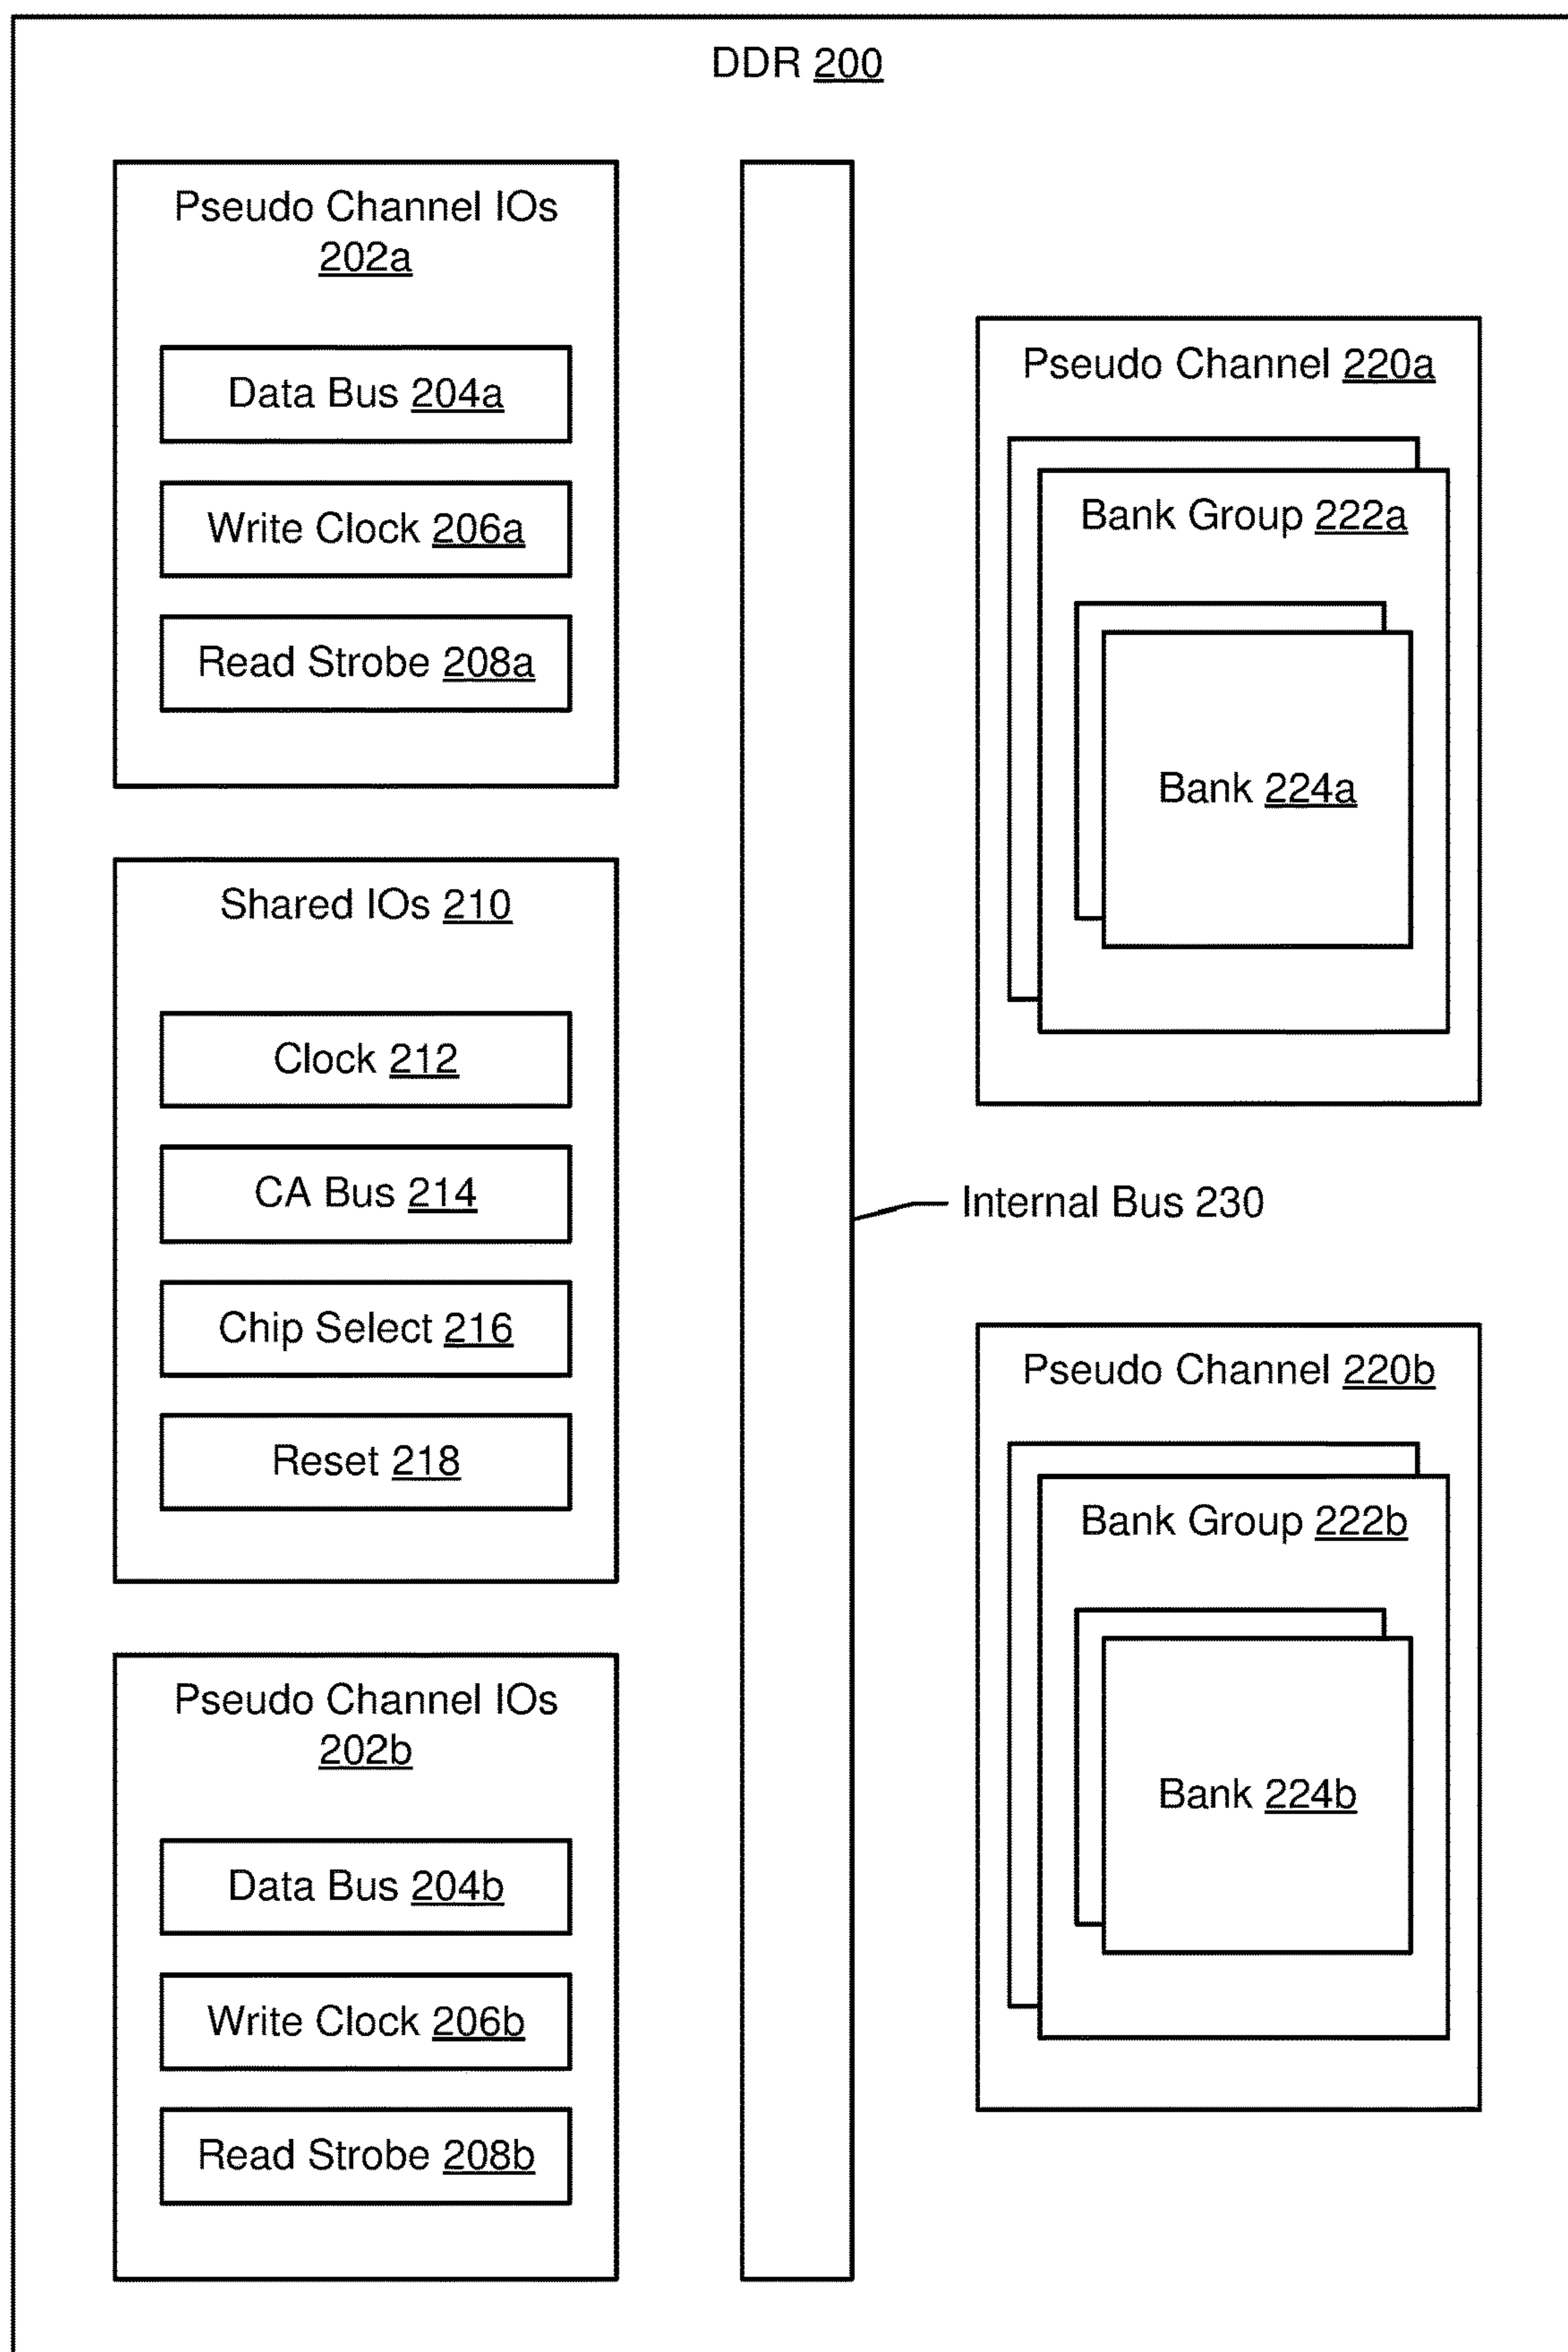 DDR 200
Pseudo Channel IOs
202a
Data Bus 204a
Write Clock 206a
Read Strobe 208a
Shared IOs 210
Clock 212
CA Bus 214
Chip Select 216
Reset 218
Pseudo Channel IOs
202b
Data Bus 204b
Write Clock 206b
Read Strobe 208b
Internal Bus 230
Pseudo Channel 220a
Bank Group 222a
Bank 224a
Pseudo Channel 220b
Bank Group 222b
Bank 224b